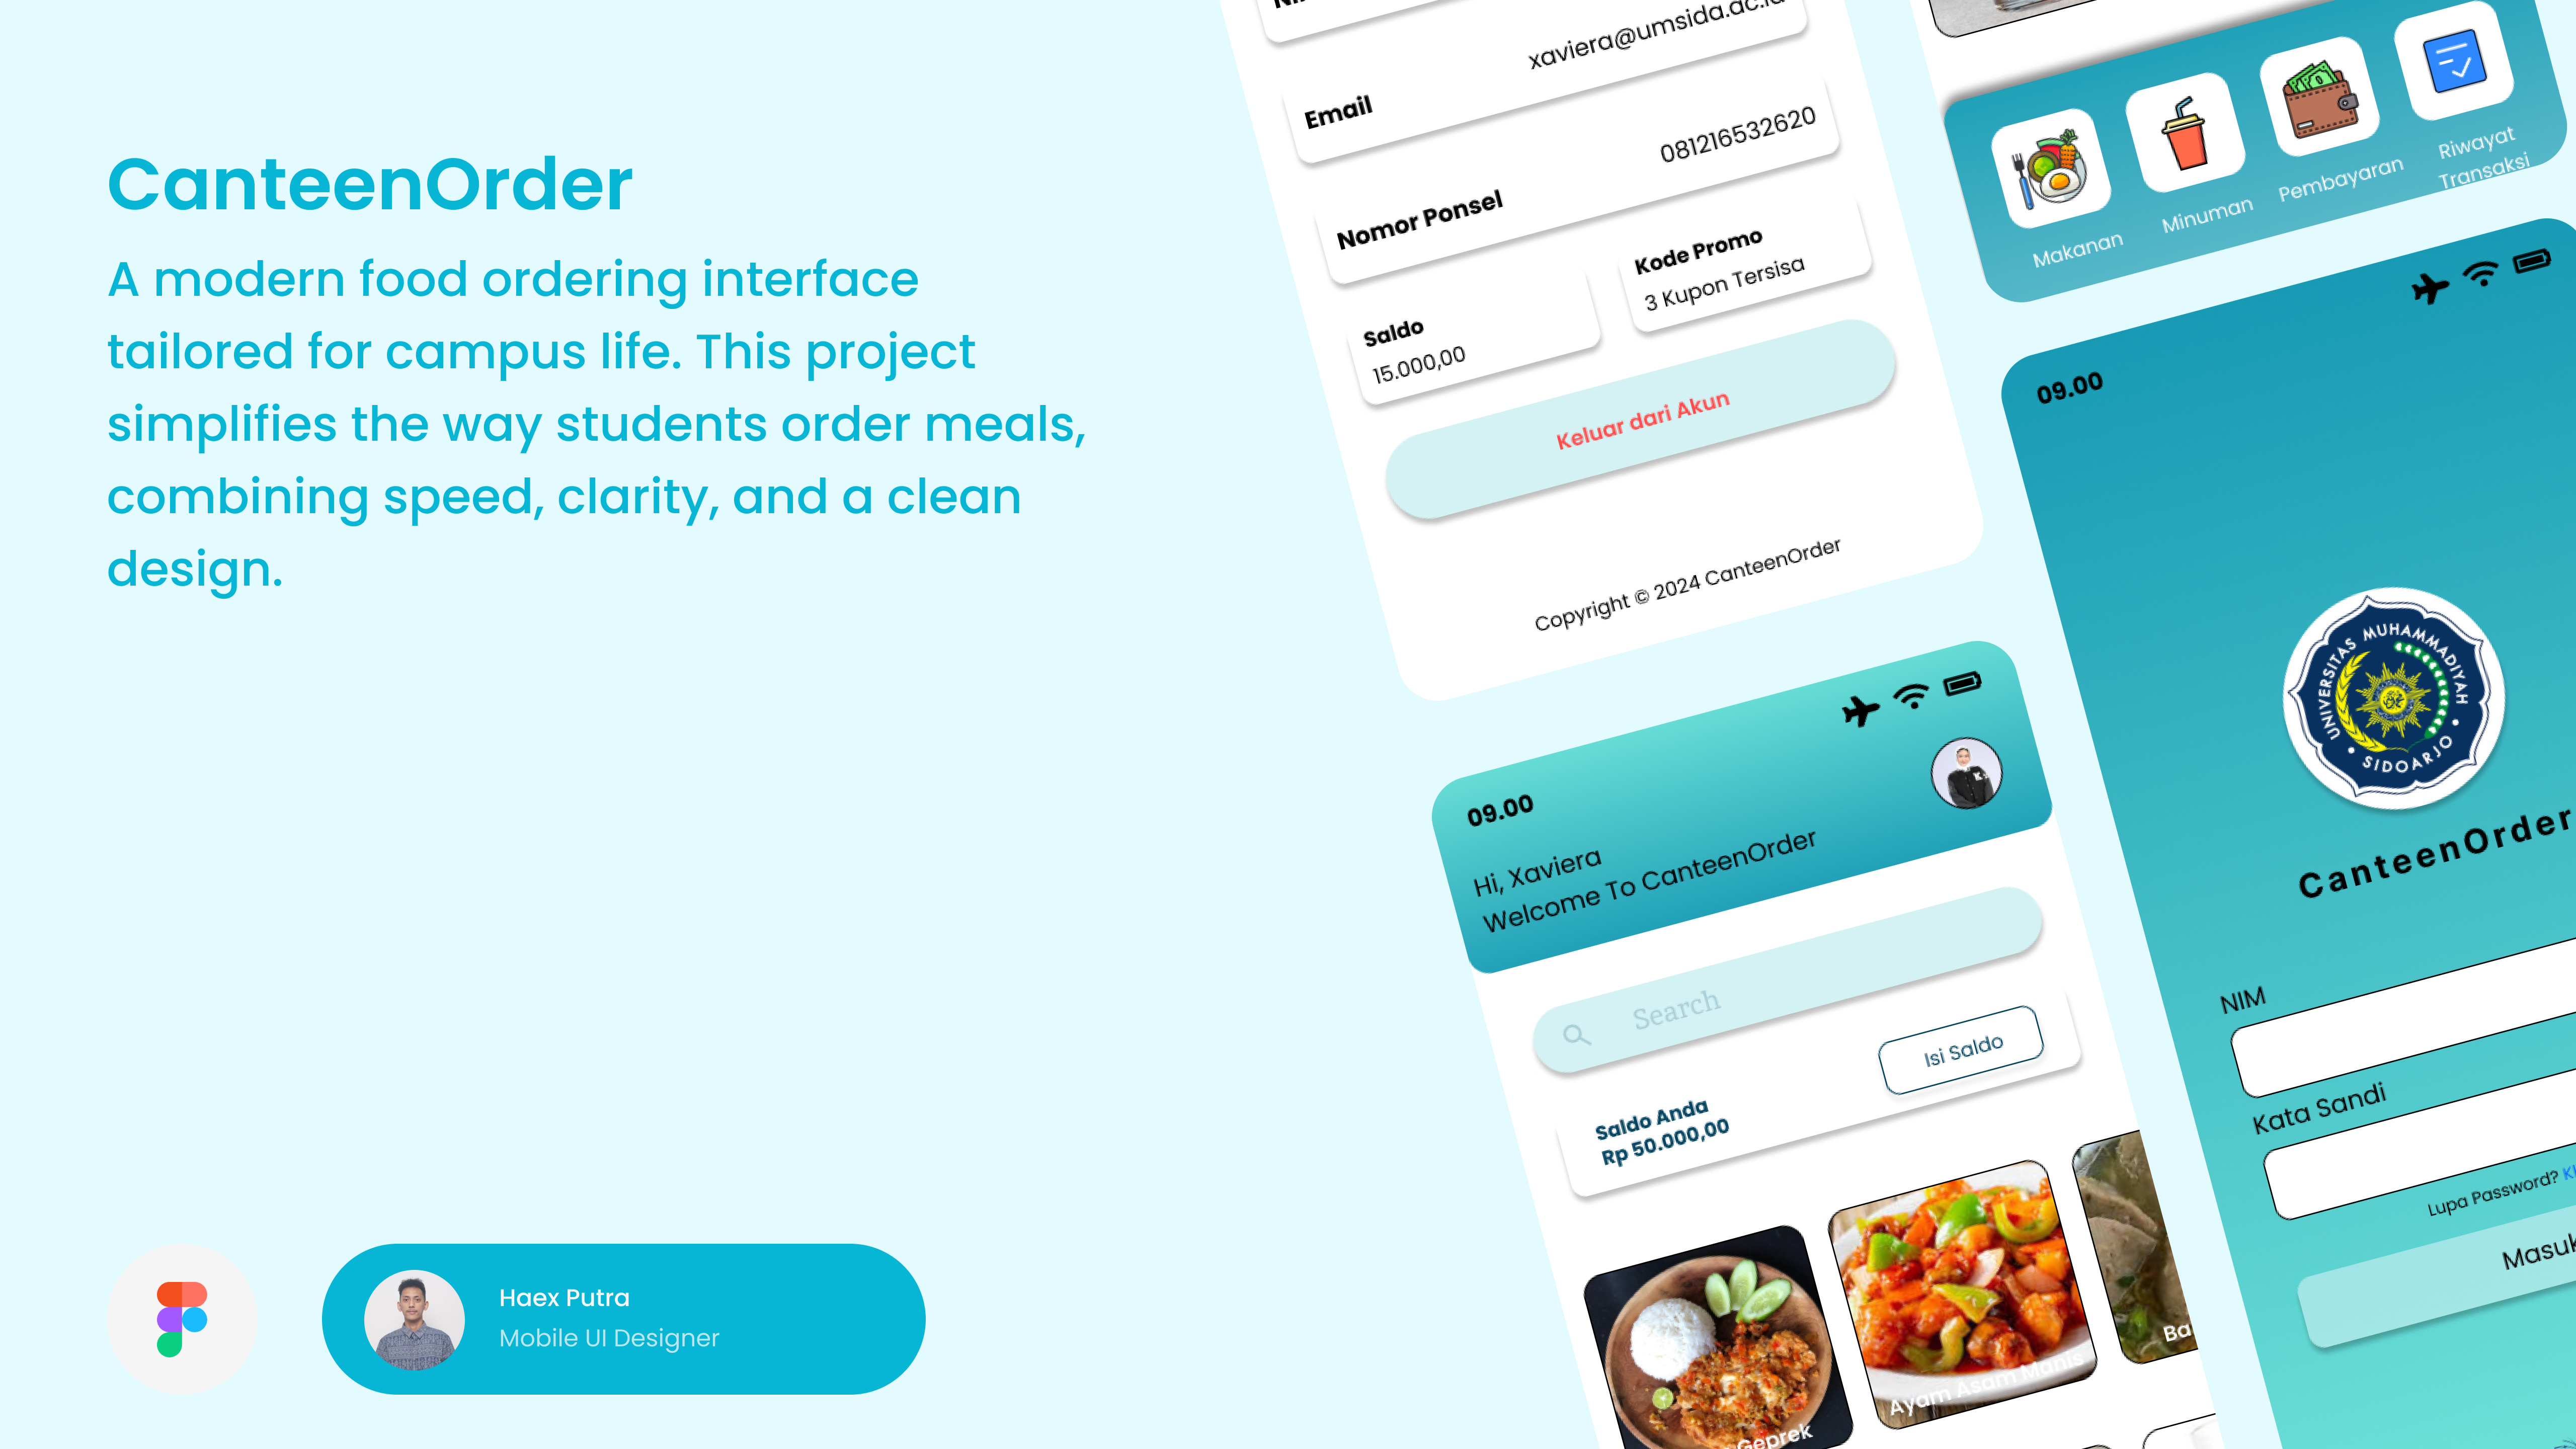 CanteenOrder
A modern food ordering interface
tailored for campus life. This project
simplifies the way students order meals,
combining speed, clarity, and a clean
design.
Haex Putra
Mobile UI Designer
xaviera@umsida.ac.id
Email
081216532620
Nomor Ponsel
Kode Promo
3 Kupon Tersisa
Saldo
15.000,00
Keluar dari Akun
Copyright © 2024 CanteenOrder
09.00
Hi, Xaviera
Welcome To CanteenOrder
Search
Isi Saldo
Saldo Anda
Rp 50.000,00
Geprek
Ayam Asam Manis
Ba
Makanan
Minuman
Pembayaran
Riwayat
Transaksi
09.00
UNIVERSITAS MUHAMMADIYAH
SIDOARJO
CanteenOrder
NIM
Kata Sandi
Lupa Password?
Masuk